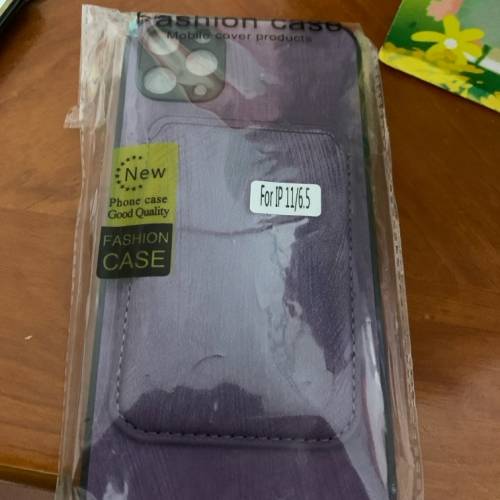 Fashion case
Mobile cover products
New
Phone case
Good Quality
FASHION
CASE
For IP 11/6.5